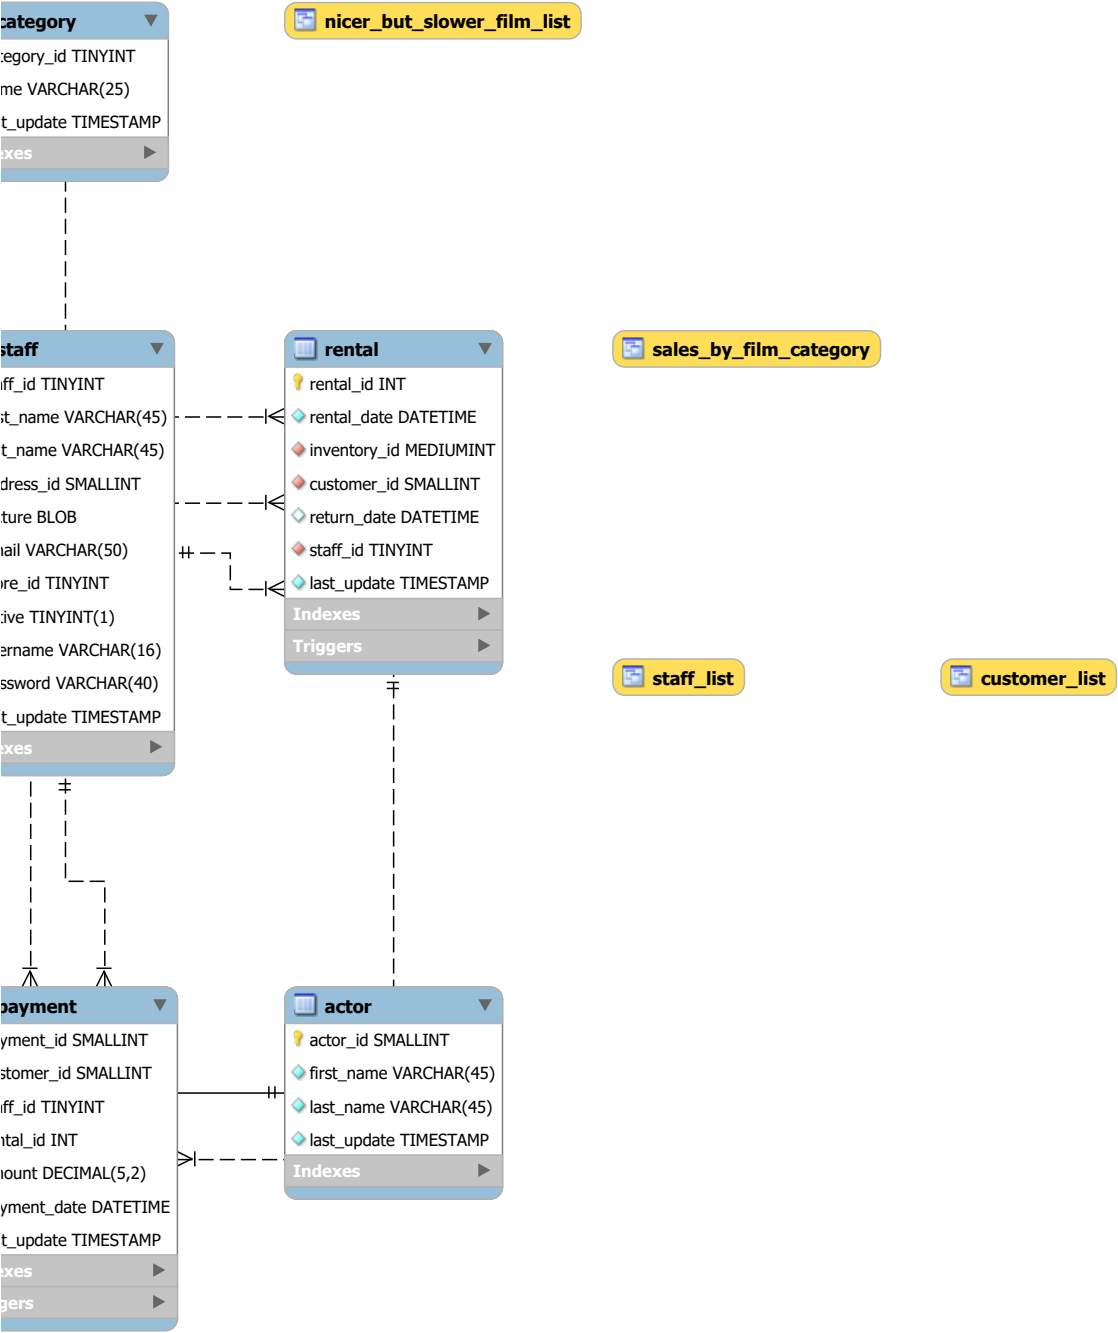 category
tegory_id TINYINT
me VARCHAR(25)
t_update TIMESTAMP
exes
nicer_but_slower_film_list
staff
ff_id TINYINT
st_name VARCHAR(45)
t_name VARCHAR(45)
dress_id SMALLINT
ture BLOB
ail VARCHAR(50)
re_id TINYINT
tive TINYINT(1)
ername VARCHAR(16)
ssword VARCHAR(40)
t_update TIMESTAMP
exes
rental
rental_id INT
rental_date DATETIME
inventory_id MEDIUMINT
customer_id SMALLINT
return_date DATETIME
staff_id TINYINT
last_update TIMESTAMP
Indexes
Triggers
sales_by_film_category
staff_list
customer_list
payment
yment_id SMALLINT
stomer_id SMALLINT
ff_id TINYINT
ntal_id INT
nount DECIMAL(5,2)
yment_date DATETIME
t_update TIMESTAMP
exes
gers
actor
actor_id SMALLINT
first_name VARCHAR(45)
last_name VARCHAR(45)
last_update TIMESTAMP
Indexes